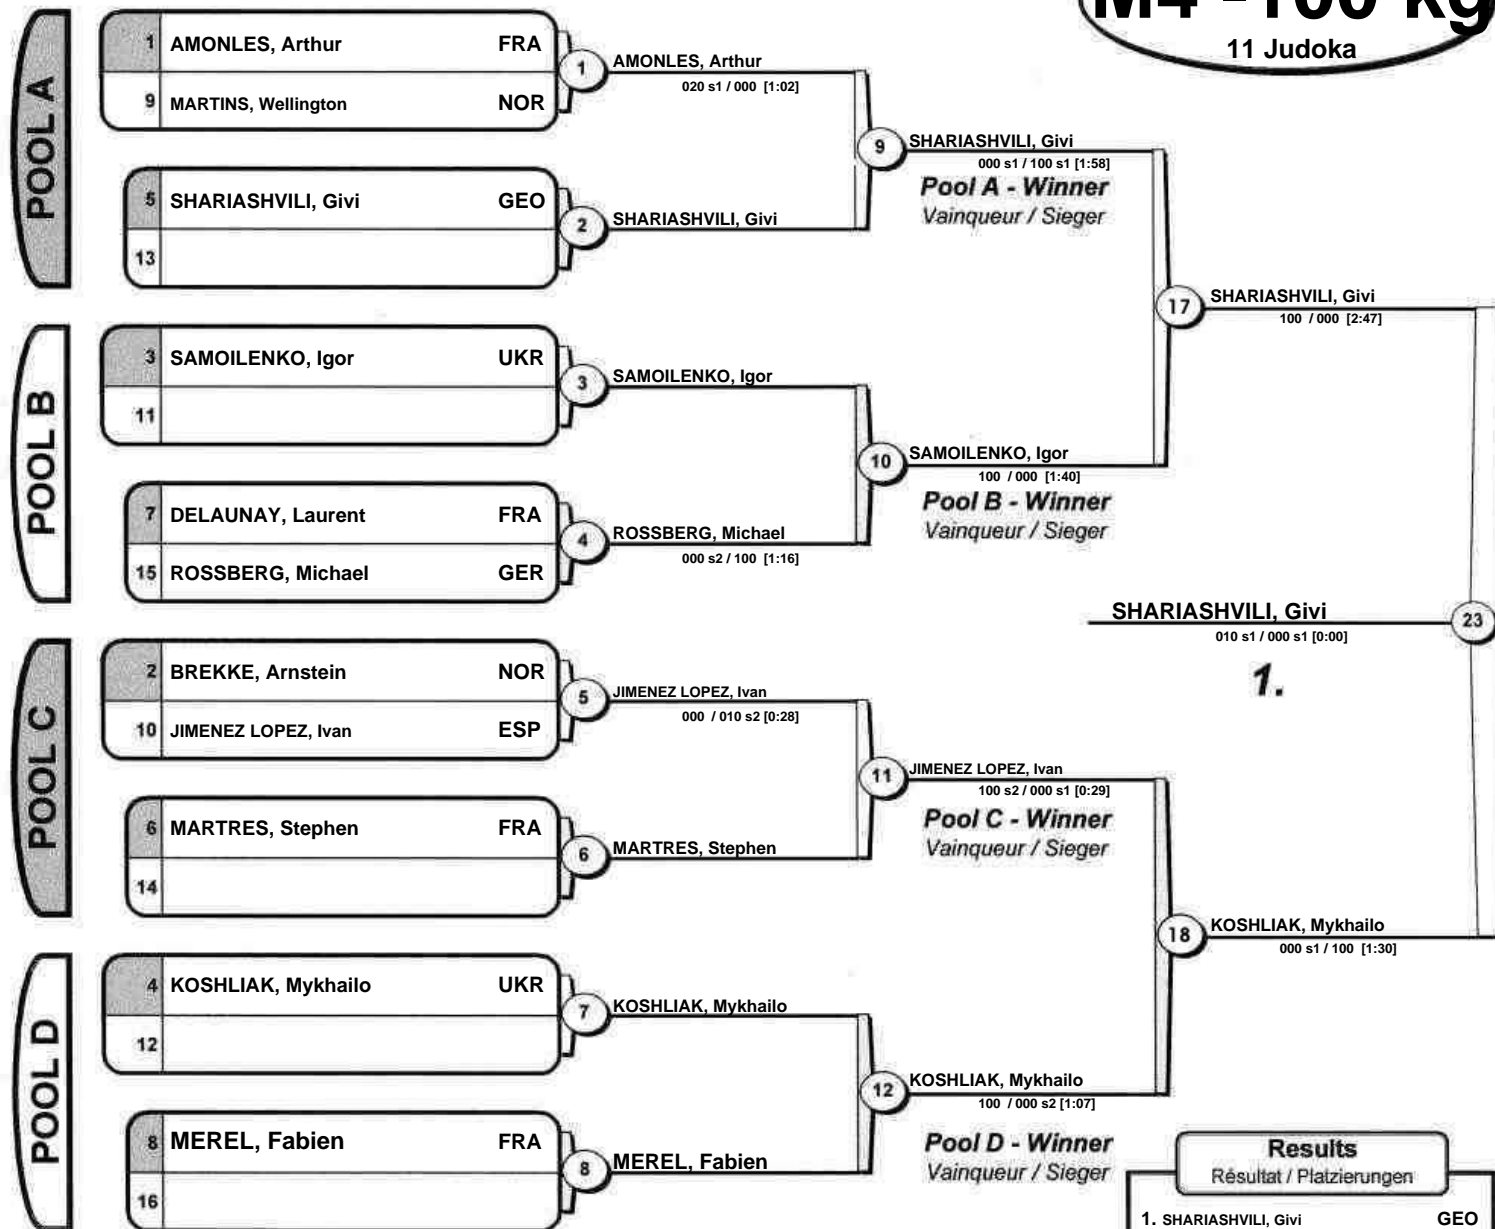 M4 -100 kg
11 Judoka
POOL A
1 AMONLES, Arthur FRA
9 MARTINS, Wellington NOR
5 SHARIASHVILI, Givi GEO
13
1 AMONLES, Arthur
020 s1 / 000 [1:02]
2 SHARIASHVILI, Givi
9 SHARIASHVILI, Givi
000 s1 / 100 s1 [1:58]
Pool A - Winner
Vainqueur / Sieger
POOL B
3 SAMOILENKO, Igor UKR
11
7 DELAUNAY, Laurent FRA
15 ROSSBERG, Michael GER
3 SAMOILENKO, Igor
4 ROSSBERG, Michael
000 s2 / 100 [1:16]
10 SAMOILENKO, Igor
100 / 000 [1:40]
Pool B - Winner
Vainqueur / Sieger
17 SHARIASHVILI, Givi
100 / 000 [2:47]
SHARIASHVILI, Givi 23
010 s1 / 000 s1 [0:00]
1.
POOL C
2 BREKKE, Arnstein NOR
10 JIMENEZ LOPEZ, Ivan ESP
6 MARTRES, Stephen FRA
14
5 JIMENEZ LOPEZ, Ivan
000 / 010 s2 [0:28]
6 MARTRES, Stephen
11 JIMENEZ LOPEZ, Ivan
100 s2 / 000 s1 [0:29]
Pool C - Winner
Vainqueur / Sieger
18 KOSHLIAK, Mykhailo
000 s1 / 100 [1:30]
POOL D
4 KOSHLIAK, Mykhailo UKR
12
8 MEREL, Fabien FRA
16
7 KOSHLIAK, Mykhailo
8 MEREL, Fabien
12 KOSHLIAK, Mykhailo
100 / 000 s2 [1:07]
Pool D - Winner
Vainqueur / Sieger
Results
Résultat / Platzierungen
1. SHARIASHVILI, Givi GEO